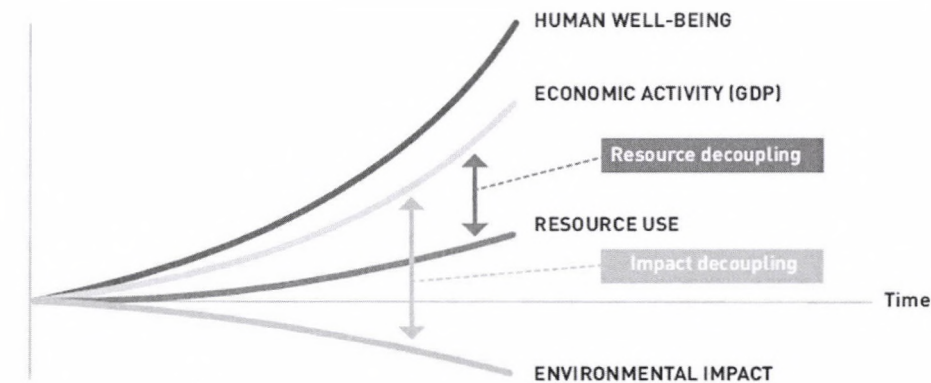 HUMAN WELL-BEING
ECONOMIC ACTIVITY (GDP)
Resource decoupling
RESOURCE USE
Impact decoupling
Time
ENVIRONMENTAL IMPACT